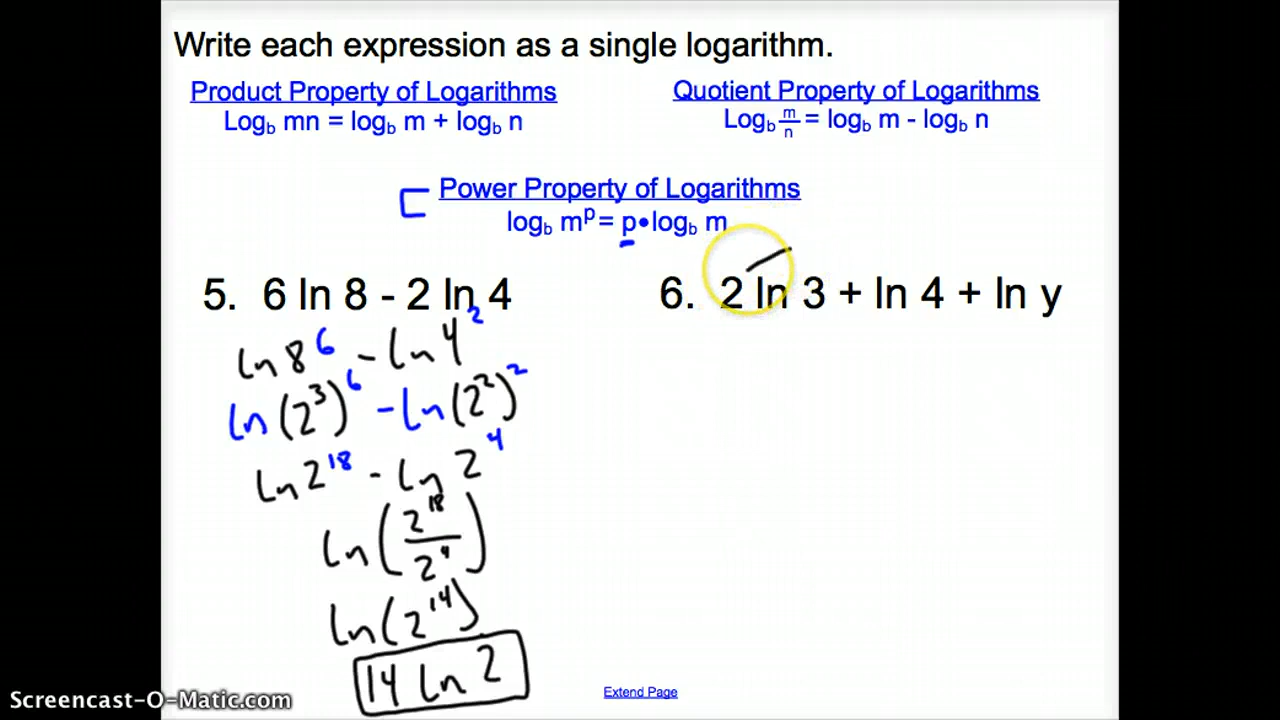 Write each expression as a single logarithm.
Product Property of Logarithms
Log_b mn = log_b m + log_b n
Quotient Property of Logarithms
Log_b m/n = log_b m - log_b n
Power Property of Logarithms
log_b m^p = p•log_b m
5. 6 ln 8 - 2 ln 4
ln 8^6 - ln 4^2
ln (2^3)^6 - ln (2^2)^2
ln 2^18 - ln 2^4
ln (2^18/2^4)
ln (2^14)
14 ln 2
6. 2 ln 3 + ln 4 + ln y
Extend Page
Screencast-O-Matic.com